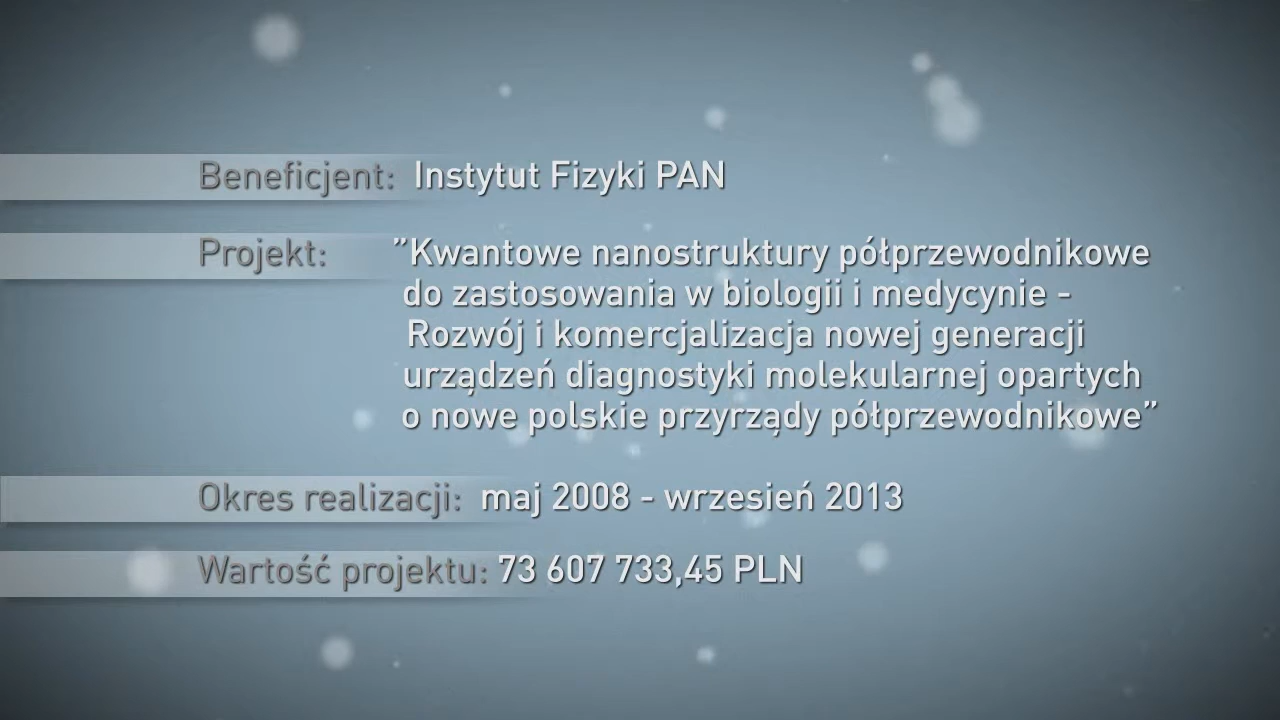 Beneficjent: Instytut Fizyki PAN
Projekt: ”Kwantowe nanostruktury półprzewodnikowe
do zastosowania w biologii i medycynie -
Rozwój i komercjalizacja nowej generacji
urządzeń diagnostyki molekularnej opartych
o nowe polskie przyrządy półprzewodnikowe”
Okres realizacji: maj 2008 - wrzesień 2013
Wartość projektu: 73 607 733,45 PLN